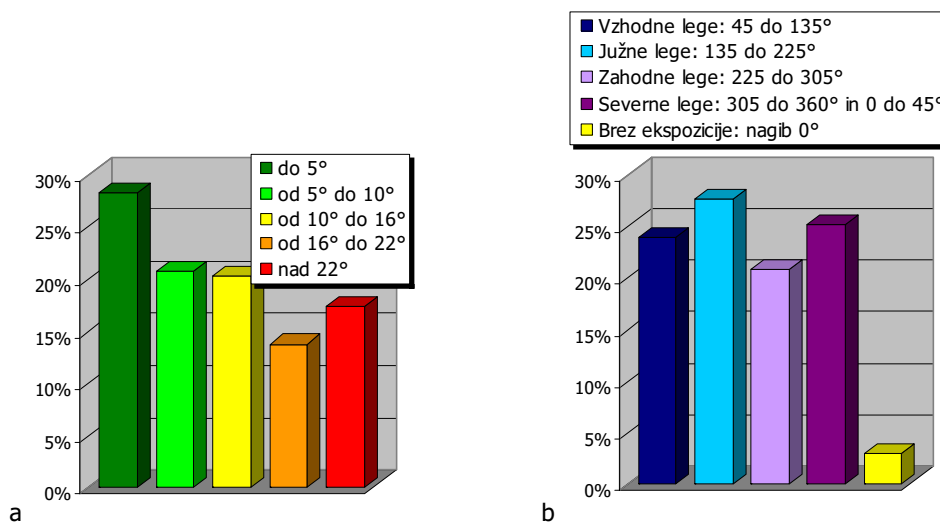 do 5°
od 5° do 10°
od 10° do 16°
od 16° do 22°
nad 22°
30%
25%
20%
15%
10%
5%
0%
a
Vzhodne lege: 45 do 135°
Južne lege: 135 do 225°
Zahodne lege: 225 do 305°
Severne lege: 305 do 360° in 0 do 45°
Brez ekspozicije: nagib 0°
30%
25%
20%
15%
10%
5%
0%
b